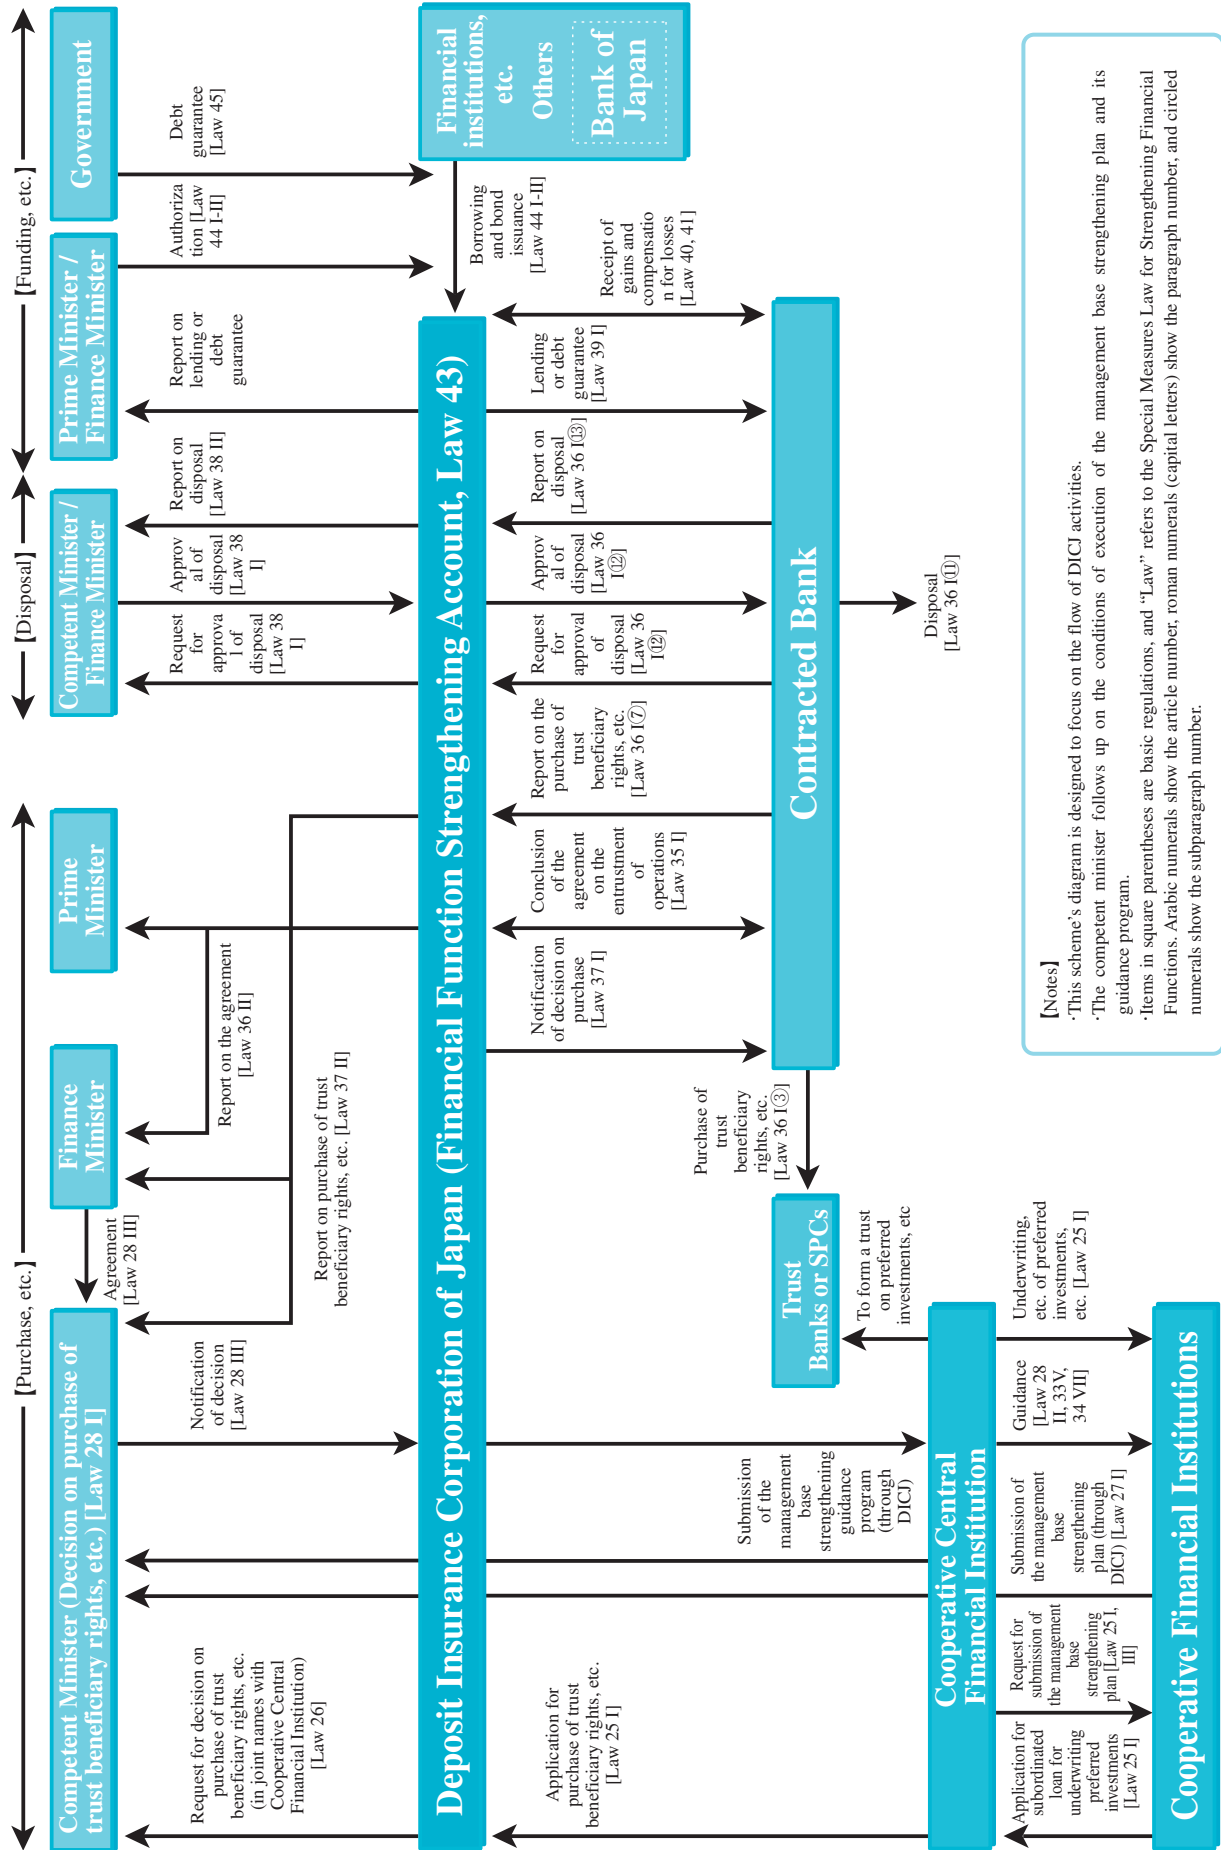 【Purchase, etc.】
【Disposal】
【Funding, etc.】
Competent Minister (Decision on purchase of
trust beneficiary rights, etc.) [Law 28 I]
Finance
Minister
Prime
Minister
Competent Minister /
Finance Minister
Prime Minister /
Finance Minister
Government
Agreement
[Law 28 III]
Request for decision on
purchase of trust
beneficiary rights, etc.
(in joint names with
Cooperative Central
Financial Institution)
[Law 26]
Notification
of decision
[Law 28 III]
Report on purchase of trust
beneficiary rights, etc. [Law 37 II]
Report on the agreement
[Law 36 II]
Request
for
approva
l of
disposal
[Law 38
I]
Approv
al of
disposal
[Law 38
I]
Report on
disposal
[Law 38 II]
Report on
lending or
debt
guarantee
Authoriza
tion [Law
44 I-II]
Debt
guarantee
[Law 45]
Deposit Insurance Corporation of Japan (Financial Function Strengthening Account, Law 43)
Financial
institutions,
etc.
Others
Bank of
Japan
Borrowing
and bond
issuance
[Law 44 I-II]
Application for
purchase of trust
beneficiary rights, etc.
[Law 25 I]
Submission
of the
management
base
strengthening
guidance
program
(through
DICJ)
Notification
of decision on
purchase
[Law 37 I]
Conclusion
of the
agreement
on the
entrustment
of
operations
[Law 35 I]
Report on the
purchase of
trust
beneficiary
rights, etc.
[Law 36 I⑦]
Request
for
approval
of
disposal
[Law 36
I⑫]
Approv
al of
disposal
[Law 36
I⑫]
Report on
disposal
[Law 36 I⑬]
Lending
or debt
guarantee
[Law 39 I]
Receipt of
gains and
compensatio
n for losses
[Law 40, 41]
Purchase of
trust
beneficiary
rights, etc.
[Law 36 I③]
Trust
Banks or SPCs
Contracted Bank
To form a trust
on preferred
investments, etc
Disposal
[Law 36 I⑪]
Cooperative Central
Financial Institution
Application for
subordinated
loan for
underwriting
preferred
investments
[Law 25 I]
Request for
submission of
the management
base
strengthening
plan [Law 25 I,
III]
Submission of
the management
base
strengthening
plan (through
DICJ) [Law 27 I]
Guidance
[Law 28
II, 33V,
34 VII]
Underwriting,
etc. of preferred
investments,
etc. [Law 25 I]
Cooperative Financial Institutions
【Notes】
·This scheme's diagram is designed to focus on the flow of DICJ activities.
·The competent minister follows up on the conditions of execution of the management base strengthening plan and its
guidance program.
·Items in square parentheses are basic regulations, and “Law” refers to the Special Measures Law for Strengthening Financial
Functions. Arabic numerals show the article number, roman numerals (capital letters) show the paragraph number, and circled
numerals show the subparagraph number.